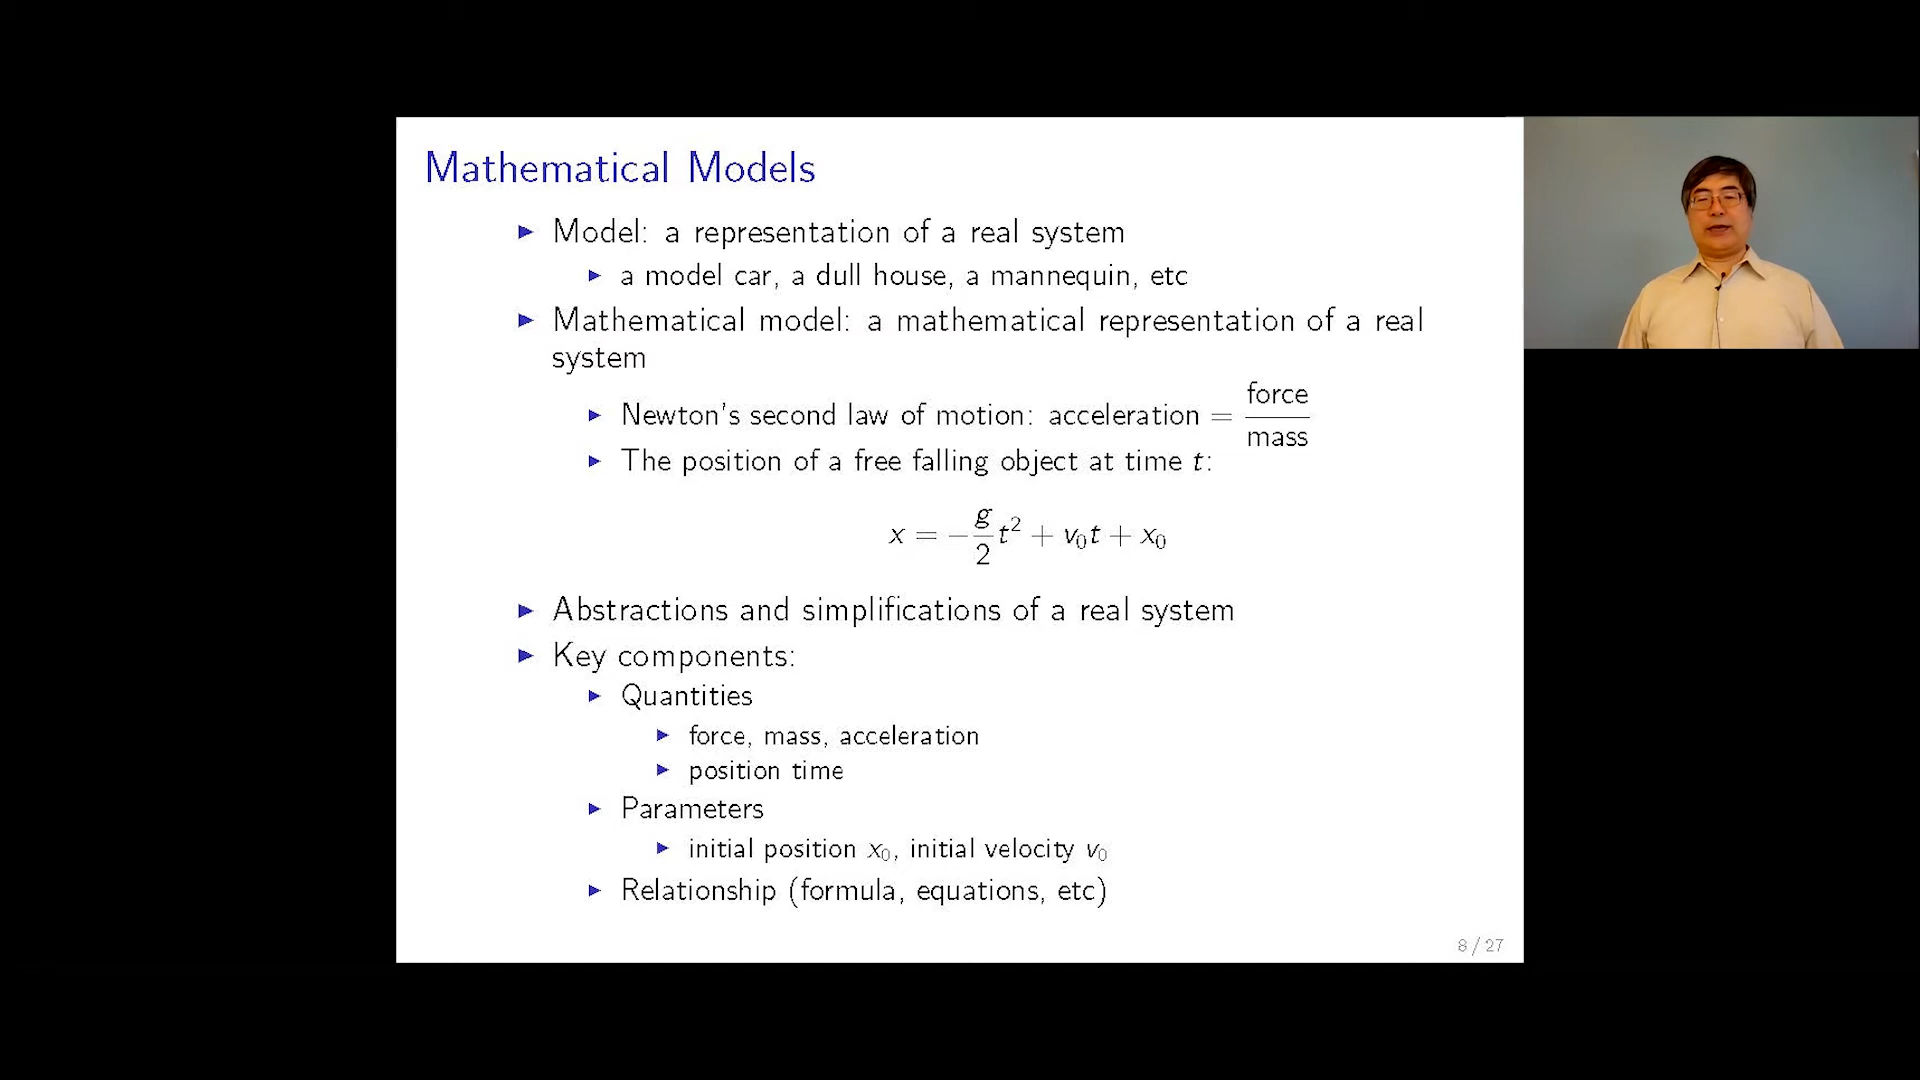 Mathematical Models
▶ Model: a representation of a real system
▶ a model car, a dull house, a mannequin, etc
▶ Mathematical model: a mathematical representation of a real
system
▶ Newton's second law of motion: acceleration = force/mass
▶ The position of a free falling object at time t:
x = −g/2 t² + v₀t + x₀
▶ Abstractions and simplifications of a real system
▶ Key components:
▶ Quantities
▶ force, mass, acceleration
▶ position time
▶ Parameters
▶ initial position x₀, initial velocity v₀
▶ Relationship (formula, equations, etc)
8 / 27